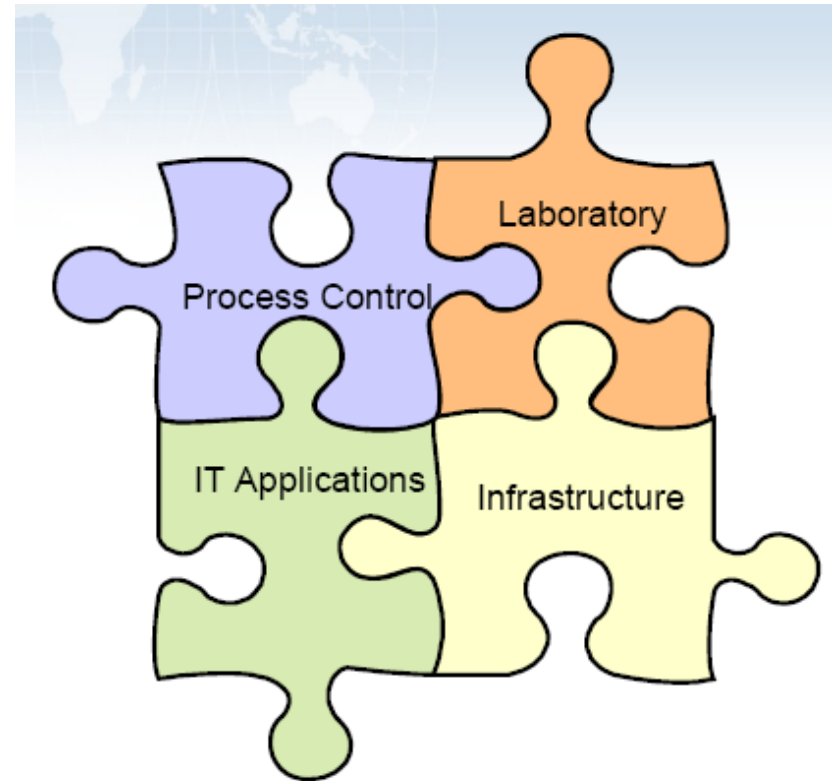 Laboratory
Process Control
IT Applications
Infrastructure